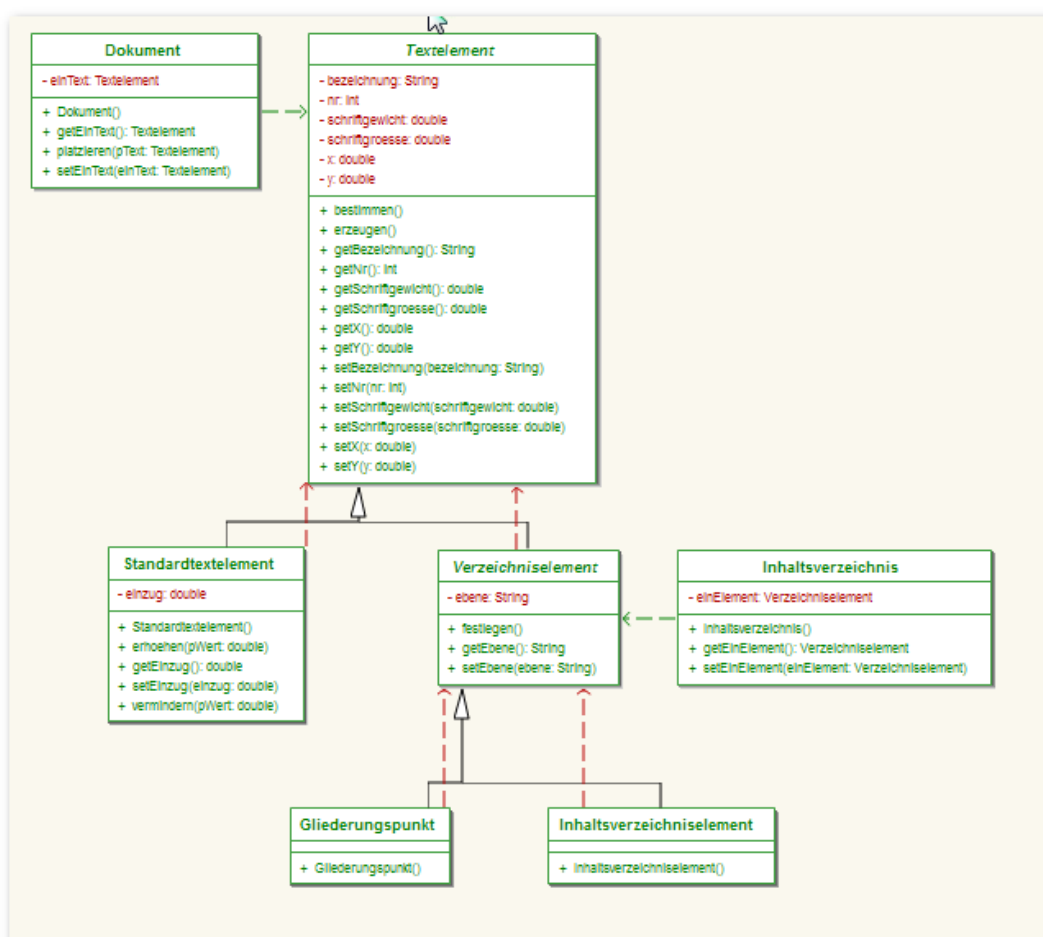 Dokument
- einText: Textelement
+ Dokument()
+ getEinText(): Textelement
+ platzieren(pText: Textelement)
+ setEinText(einText: Textelement)
Textelement
- bezeichnung: String
- nr: int
- schriftgewicht: double
- schriftgroesse: double
- x: double
- y: double
+ bestimmen()
+ erzeugen()
+ getBezeichnung(): String
+ getNr(): int
+ getSchriftgewicht(): double
+ getSchriftgroesse(): double
+ getX(): double
+ getY(): double
+ setBezeichnung(bezeichnung: String)
+ setNr(nr: int)
+ setSchriftgewicht(schriftgewicht: double)
+ setSchriftgroesse(schriftgroesse: double)
+ setX(x: double)
+ setY(y: double)
Standardtextelement
- einzug: double
+ Standardtextelement()
+ erhoehen(pWert: double)
+ getEinzug(): double
+ setEinzug(einzug: double)
+ vermindern(pWert: double)
Verzeichniselement
- ebene: String
+ festlegen()
+ getEbene(): String
+ setEbene(ebene: String)
Inhaltsverzeichnis
- einElement: Verzeichniselement
+ Inhaltsverzeichnis()
+ getEinElement(): Verzeichniselement
+ setEinElement(einElement: Verzeichniselement)
Gliederungspunkt
+ Gliederungspunkt()
Inhaltsverzeichniselement
+ Inhaltsverzeichniselement()